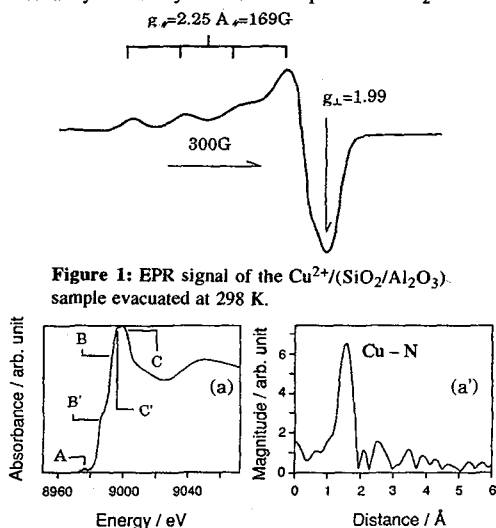 g∥=2.25 A∥=169G
g⊥=1.99
300G
Figure 1: EPR signal of the Cu²⁺/(SiO₂/Al₂O₃)
sample evacuated at 298 K.
Absorbance / arb. unit
B
B'
A
C
C'
(a)
8960 9000 9040
Energy / eV
Magnitude / arb. unit
6
4
2
0
Cu – N
(a')
0 1 2 3 4 5 6
Distance / Å